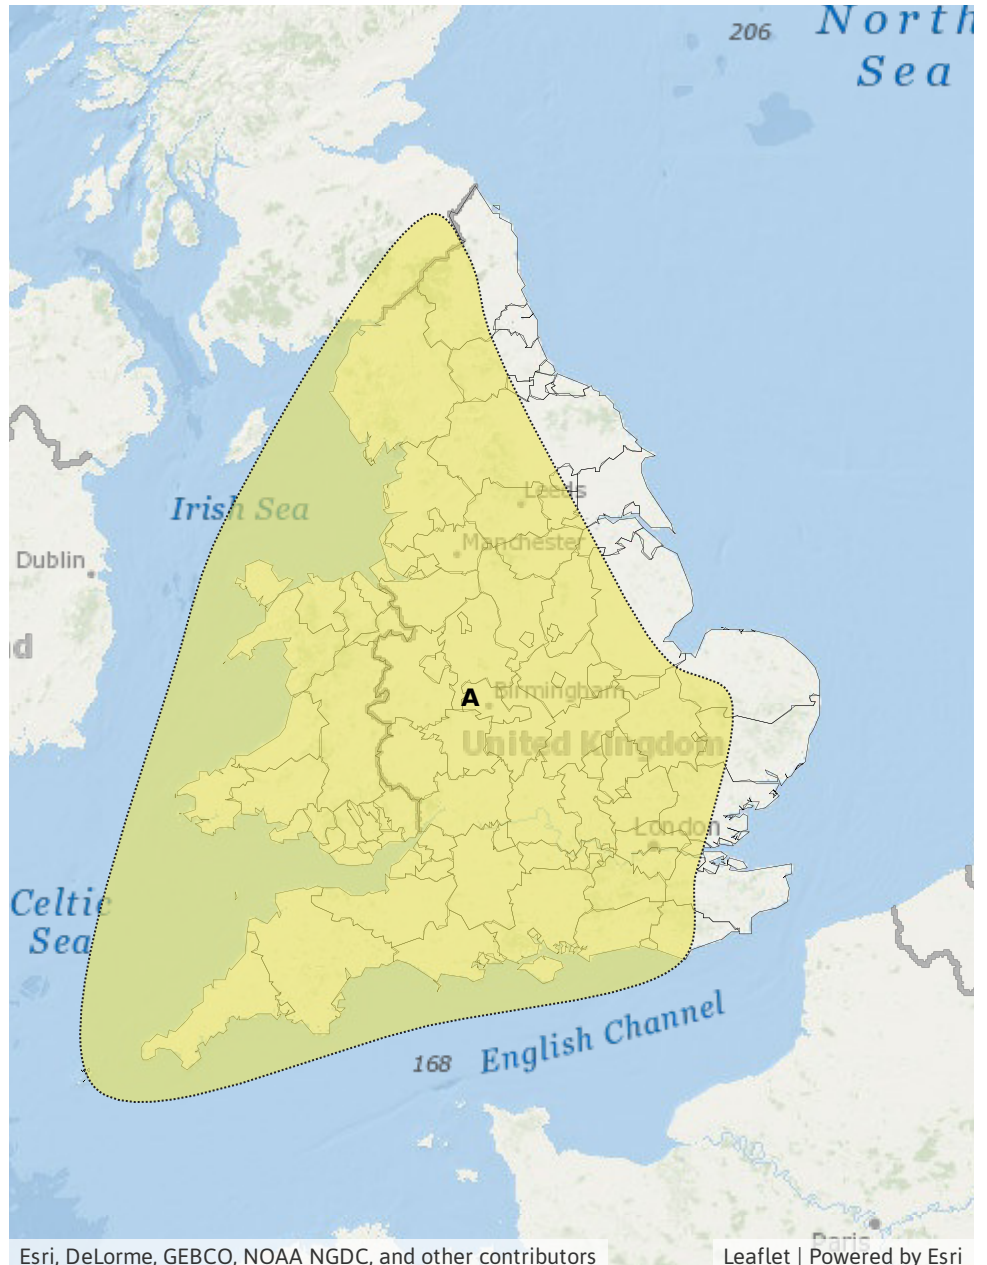 206
North
Sea
Leeds
Irish Sea
Manchester
Dublin
d
A
Birmingham
United Kingdom
London
Celtic
Sea
English Channel
168
Paris
Esri, DeLorme, GEBCO, NOAA NGDC, and other contributors
Leaflet | Powered by Esri